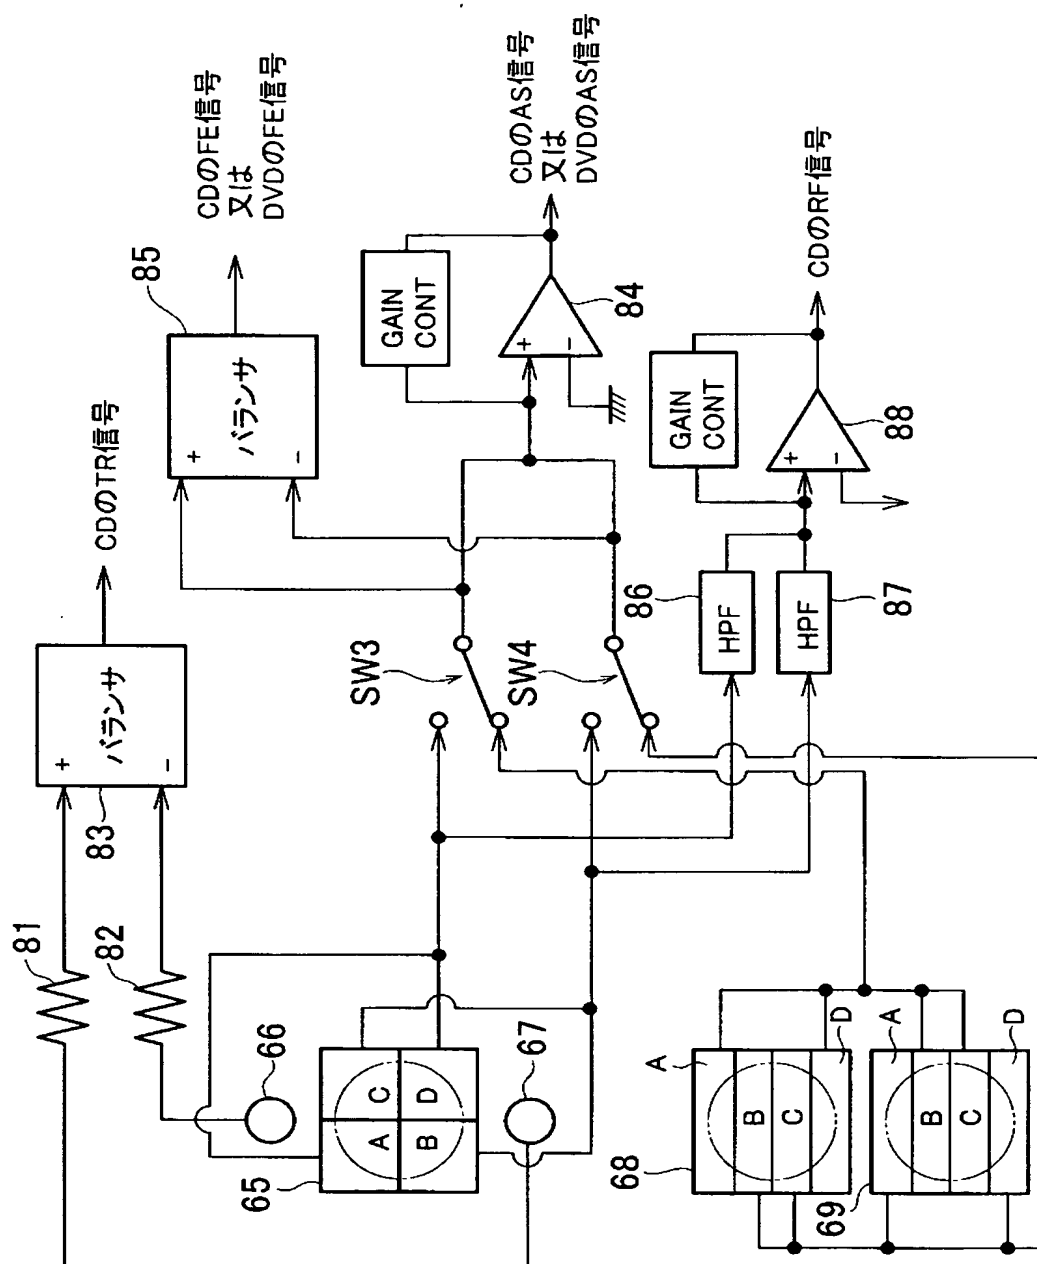 CDのFE信号
又は
DVDのFE信号
CDのAS信号
又は
DVDのAS信号
CDのRF信号
CDのTR信号
85
バランサ
+
−
GAIN
CONT
+
−
84
GAIN
CONT
+
−
88
83
バランサ
+
−
SW3
SW4
86
HPF
HPF
87
81
82
66
67
65
A
C
B
D
68
A
B
C
D
69
A
B
C
D